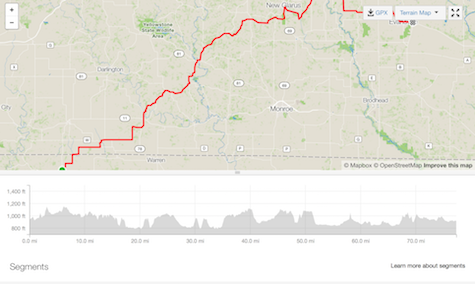 +
New Glarus
GPX
Terrain Map
−
Yellowstone
State Wildlife
Area
Darlington
69
81
11
Monroe
Brodhead
Warren
© Mapbox © OpenStreetMap Improve this map
1,400 ft
1,200 ft
1,000 ft
800 ft
0.0 mi 10.0 mi 20.0 mi 30.0 mi 40.0 mi 50.0 mi 60.0 mi 70.0 mi
Segments
Learn more about segments